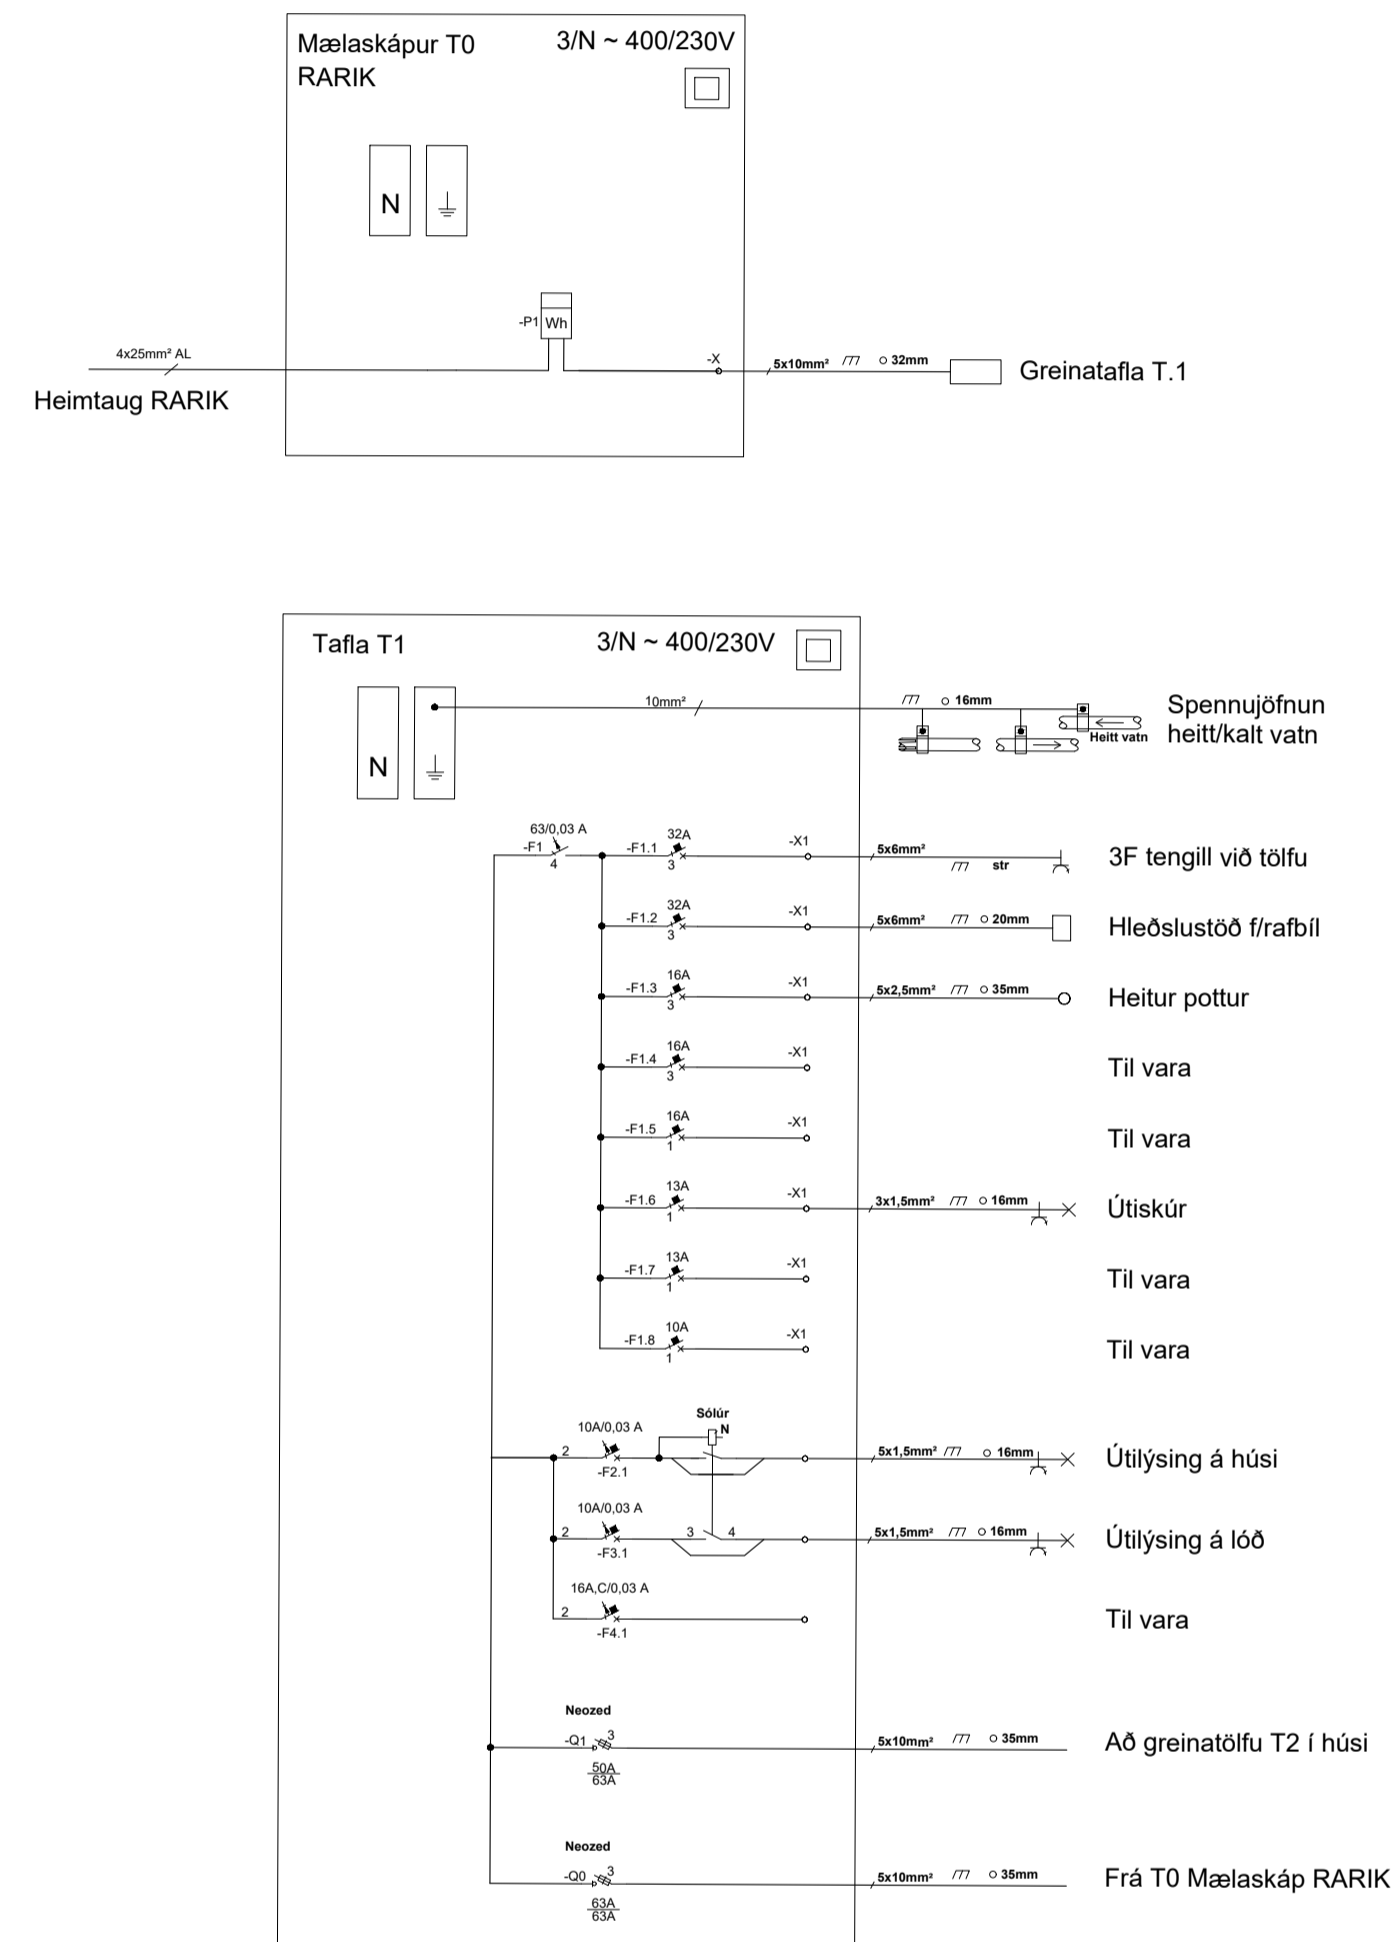 Mælaskápur T0
3/N ~ 400/230V
RARIK
N
-P1
Wh
4x25mm² AL
Heimtaug RARIK
-X
5x10mm²
32mm
Greinatafla T.1
Tafla T1
3/N ~ 400/230V
N
10mm²
16mm
Heitt vatn
Spennujöfnun
heitt/kalt vatn
63/0,03 A
-F1
4
-F1.1
32A
3
-X1
5x6mm²
str
3F tengill við tölfu
-F1.2
32A
3
-X1
5x6mm²
20mm
Hleðslustöð f/rafbíl
-F1.3
16A
3
-X1
5x2,5mm²
35mm
Heitur pottur
-F1.4
16A
3
-X1
Til vara
-F1.5
16A
1
-X1
Til vara
-F1.6
13A
1
-X1
3x1,5mm²
16mm
Útiskúr
-F1.7
13A
1
-X1
Til vara
-F1.8
10A
1
-X1
Til vara
Sólúr
N
10A/0,03 A
2
-F2.1
5x1,5mm²
16mm
Útilýsing á húsi
10A/0,03 A
2
-F3.1
3
4
5x1,5mm²
16mm
Útilýsing á lóð
16A,C/0,03 A
2
-F4.1
Til vara
Neozed
-Q1
3
50A
63A
5x10mm²
35mm
Að greinatölfu T2 í húsi
Neozed
-Q0
3
63A
63A
5x10mm²
35mm
Frá T0 Mælaskáp RARIK